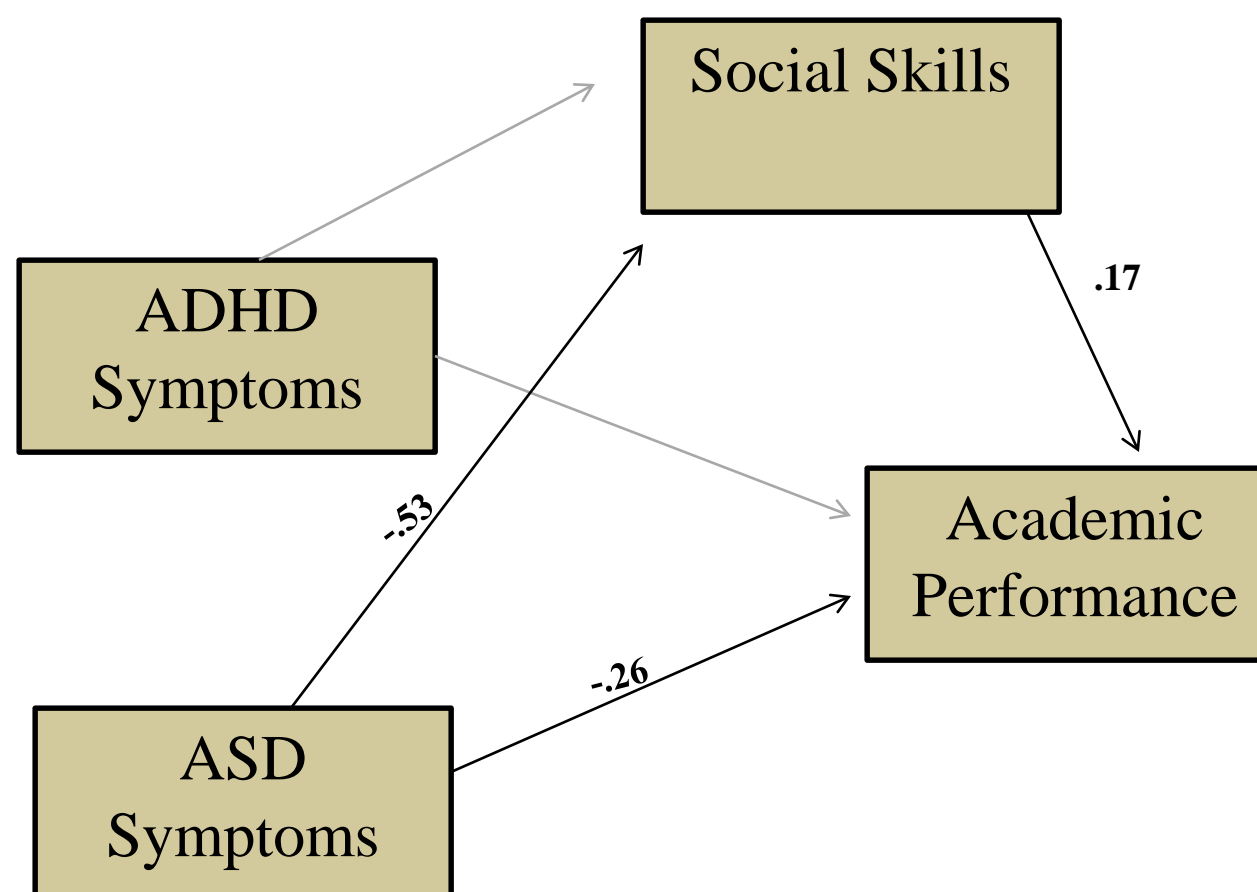 Social Skills
.17
ADHD
Symptoms
-.53
Academic
Performance
-.26
ASD
Symptoms